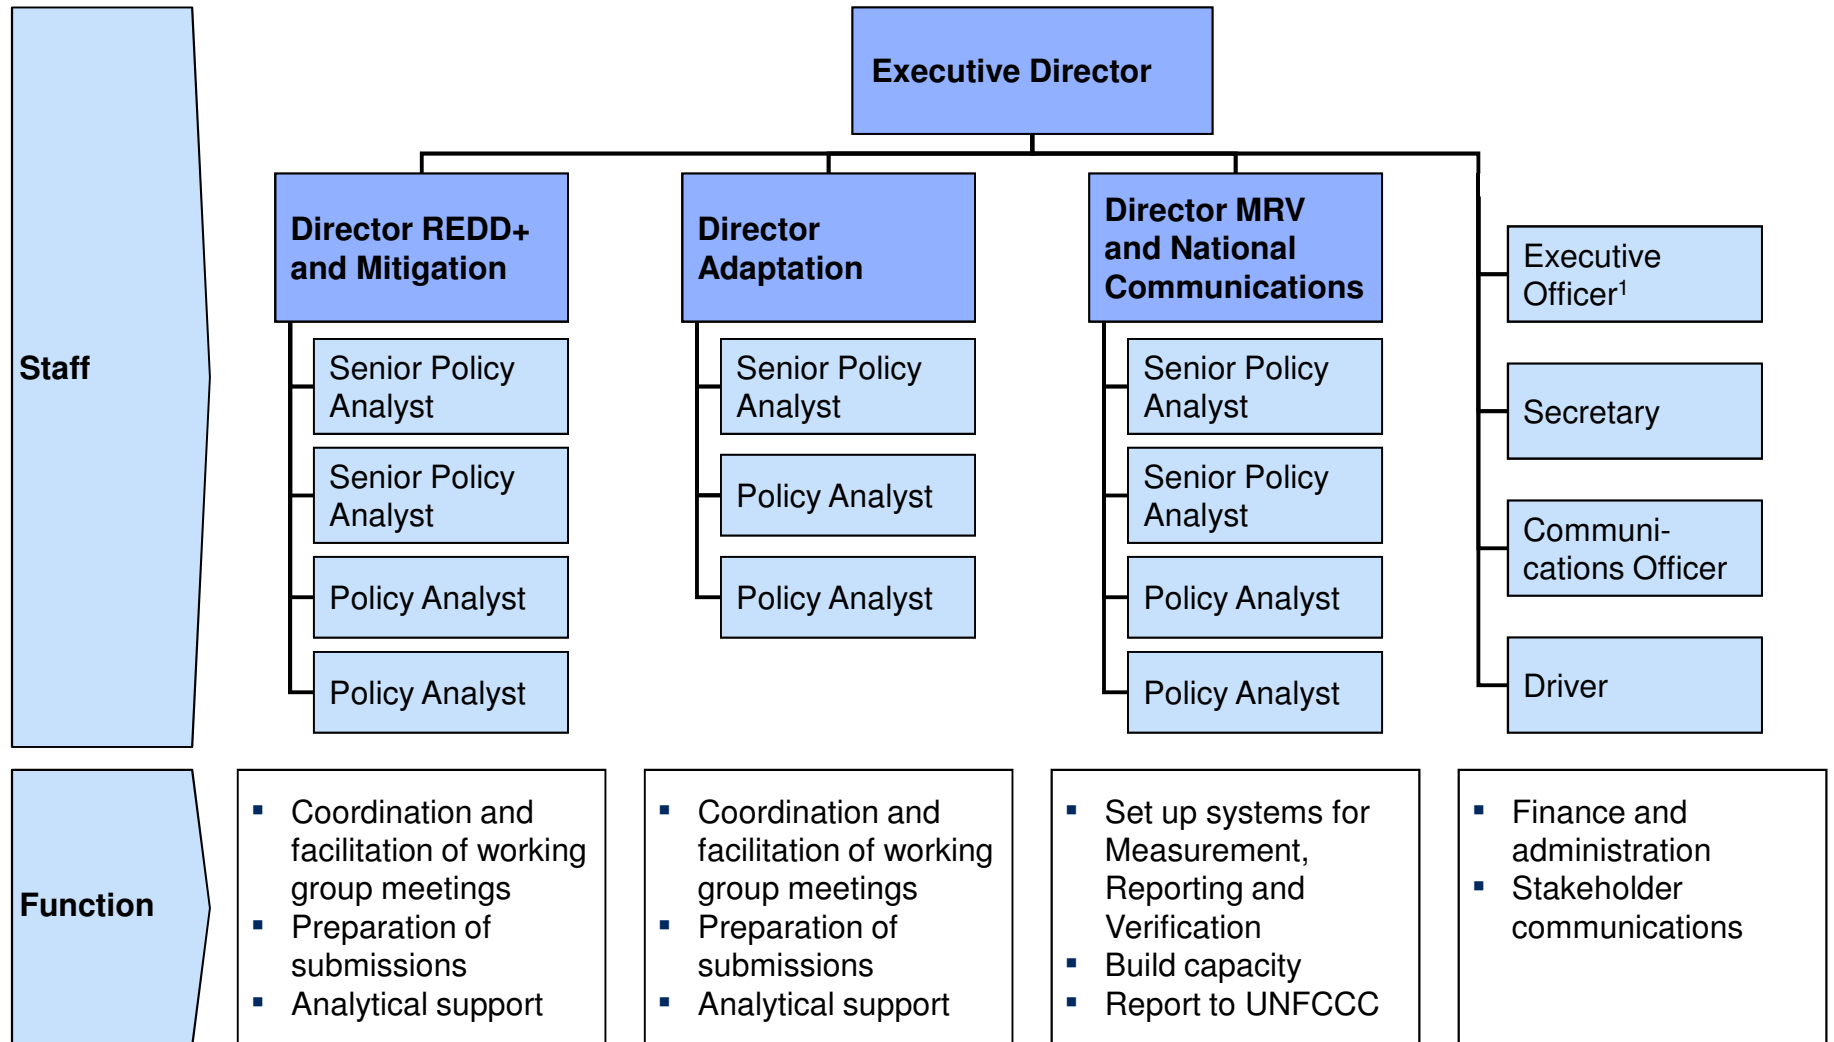 Executive Director
Staff
Director REDD+
and Mitigation
Senior Policy
Analyst
Senior Policy
Analyst
Policy Analyst
Policy Analyst
Director
Adaptation
Senior Policy
Analyst
Policy Analyst
Policy Analyst
Director MRV
and National
Communications
Senior Policy
Analyst
Senior Policy
Analyst
Policy Analyst
Policy Analyst
Executive
Officer¹
Secretary
Communi-
cations Officer
Driver
Function
▪ Coordination and
facilitation of working
group meetings
▪ Preparation of
submissions
▪ Analytical support
▪ Coordination and
facilitation of working
group meetings
▪ Preparation of
submissions
▪ Analytical support
▪ Set up systems for
Measurement,
Reporting and
Verification
▪ Build capacity
▪ Report to UNFCCC
▪ Finance and
administration
▪ Stakeholder
communications